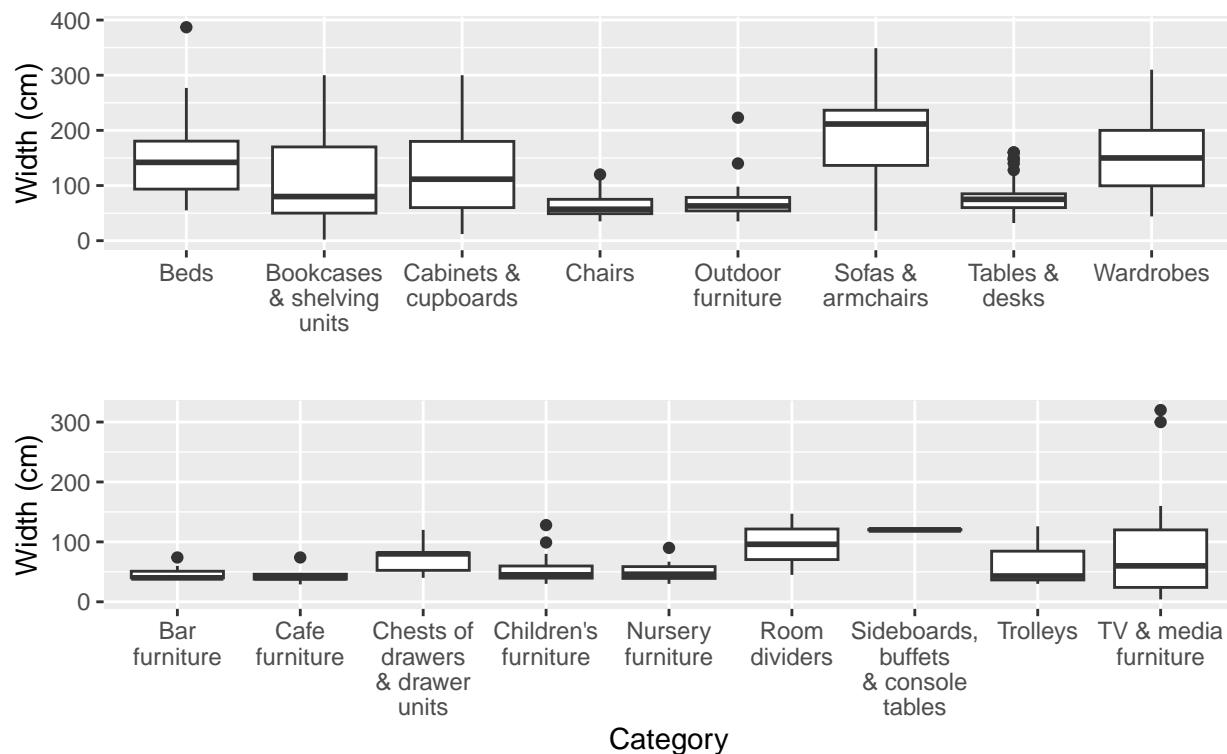 Width (cm)
400
300
200
100
0
Beds
Bookcases
& shelving
units
Cabinets &
cupboards
Chairs
Outdoor
furniture
Sofas &
armchairs
Tables &
desks
Wardrobes
Width (cm)
300
200
100
0
Bar
furniture
Cafe
furniture
Chests of
drawers
& drawer
units
Children's
furniture
Nursery
furniture
Room
dividers
Sideboards,
buffets
& console
tables
Trolleys
TV & media
furniture
Category